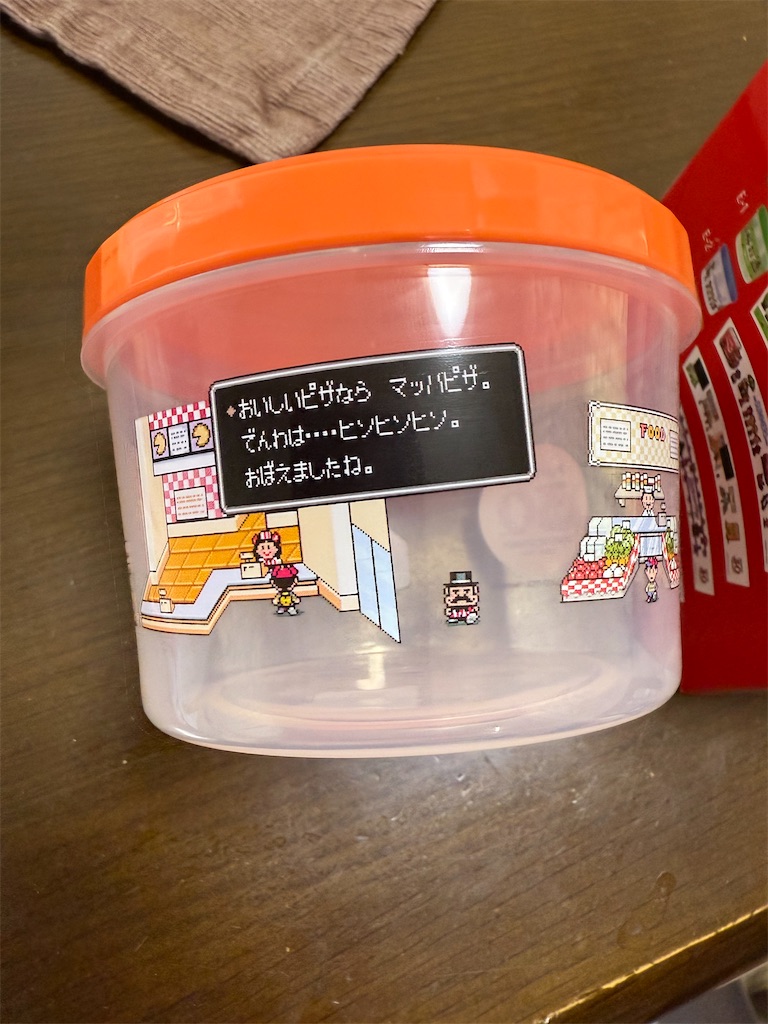 ◆おいしいピザなら　マッハピザ。
でんわは‥‥ヒソヒソヒソ。
おぼえましたね。
FOOD